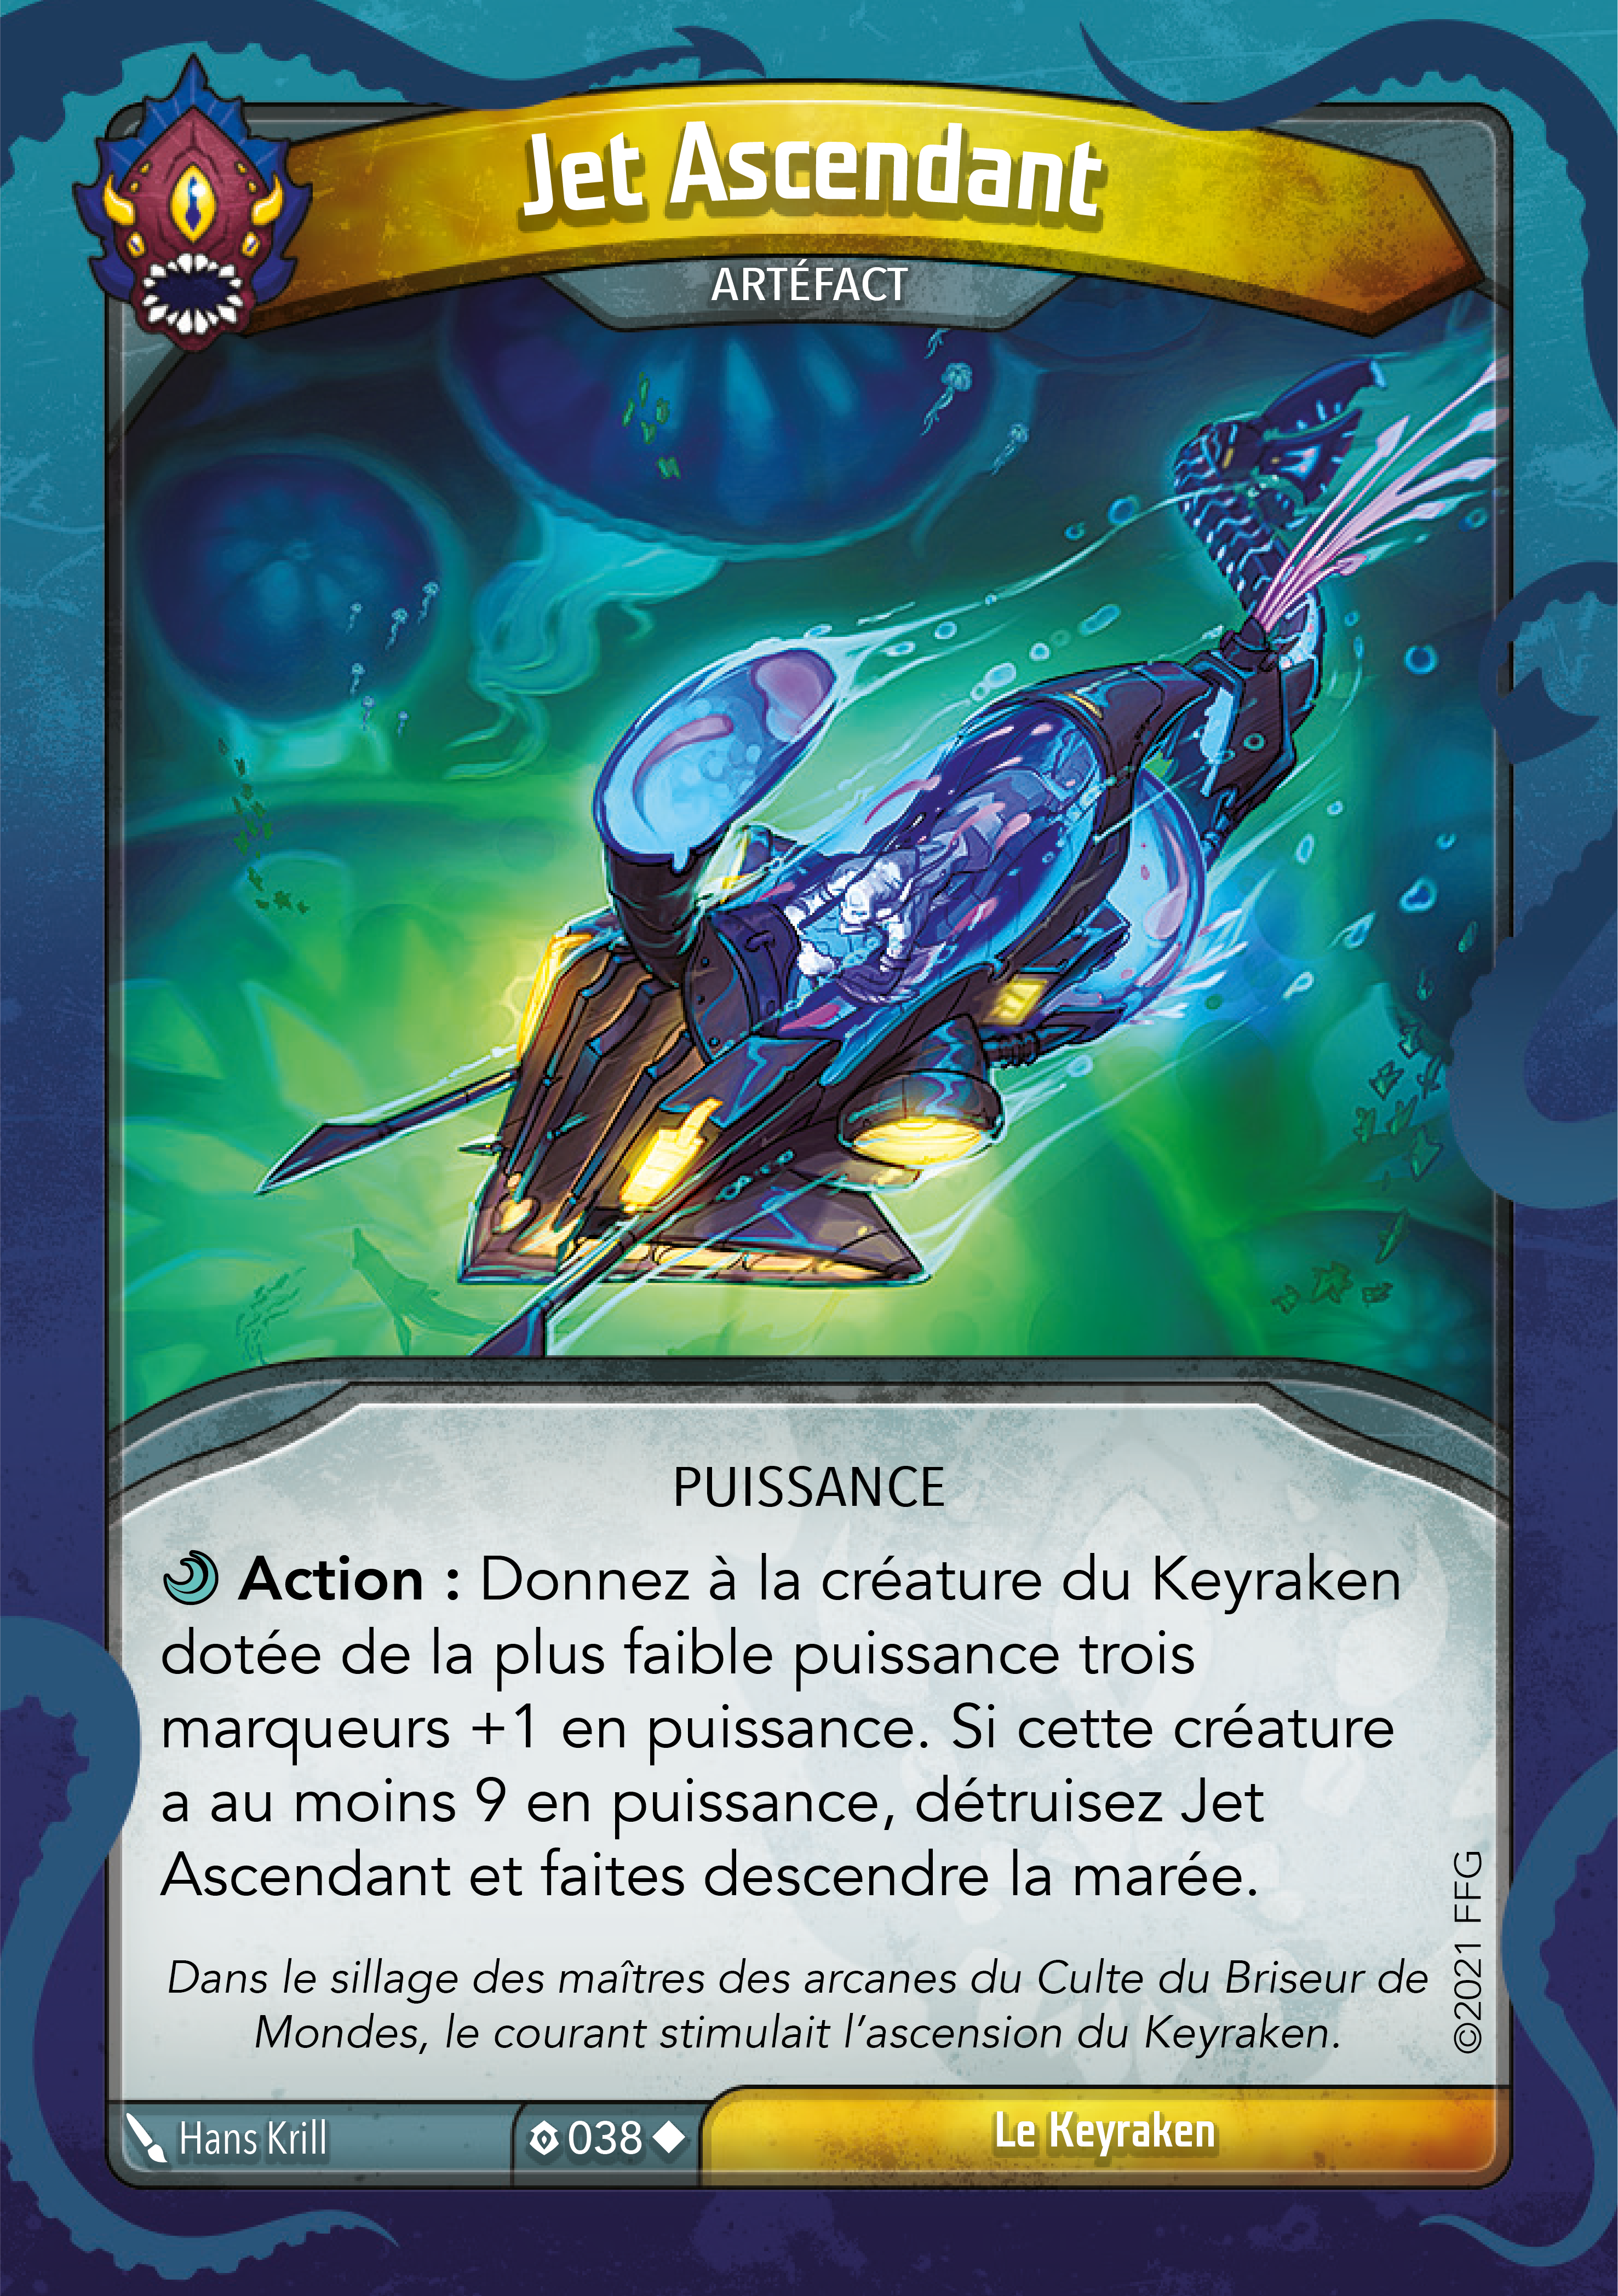 Jet Ascendant
ARTÉFACT
PUISSANCE
Action : Donnez à la créature du Keyraken
dotée de la plus faible puissance trois
marqueurs +1 en puissance. Si cette créature
a au moins 9 en puissance, détruisez Jet
Ascendant et faites descendre la marée.
Dans le sillage des maîtres des arcanes du Culte du Briseur de
Mondes, le courant stimulait l’ascension du Keyraken.
©2021 FFG
Hans Krill
038
Le Keyraken